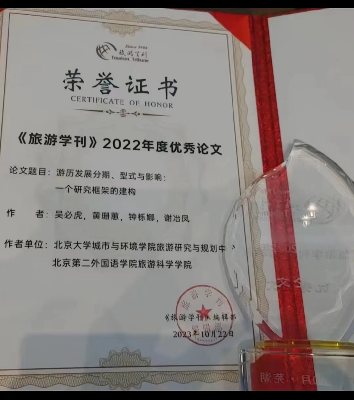 旅游学刊
Tourism Tribune
荣誉证书
CERTIFICATE OF HONOR
《旅游学刊》2022年度优秀论文
论文题目：游历发展分期、型式与影响：
一个研究框架的建构
作 者：吴必虎，黄珊蕙，钟栎娜，谢冶凤
作者单位：北京大学城市与环境学院旅游研究与规划中
北京第二外国语学院旅游科学学院
《旅游学刊》编辑部
2023年10月22日